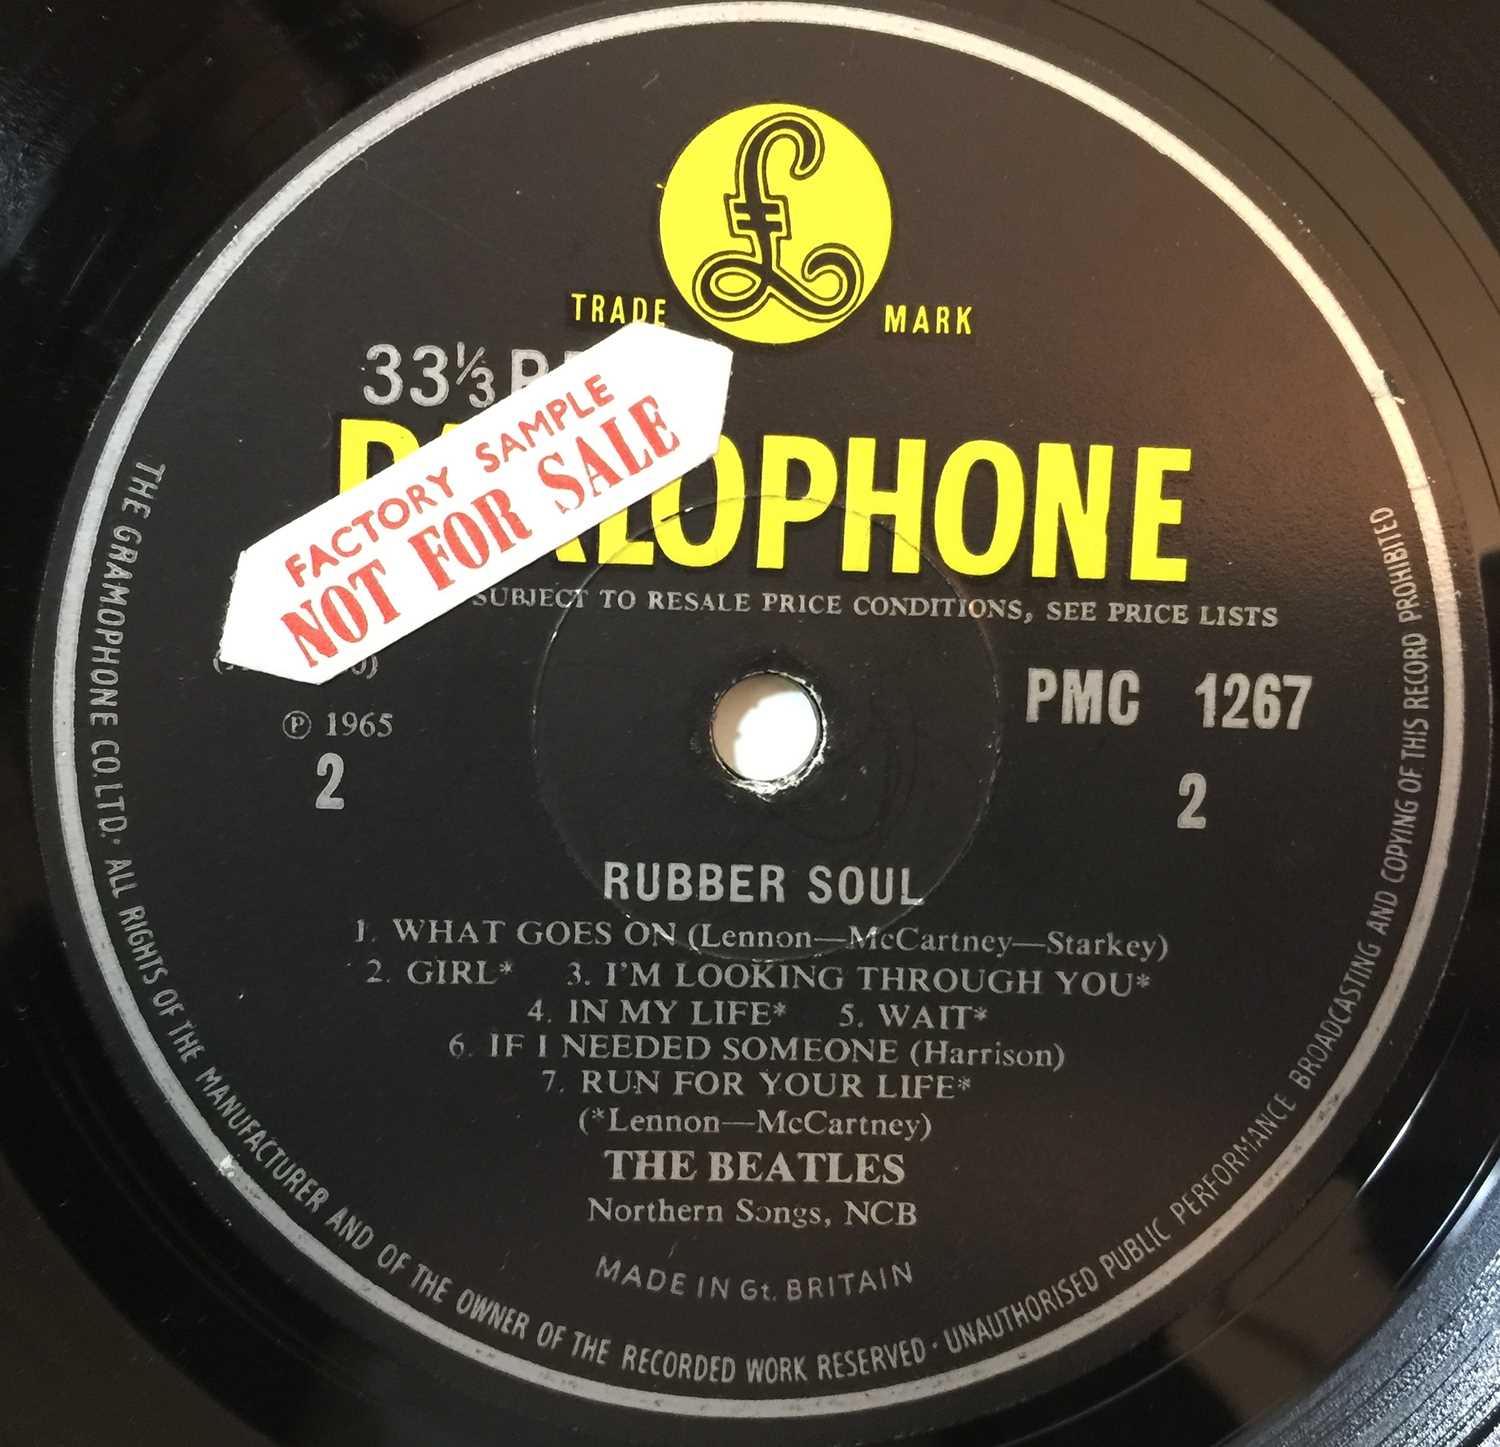 TRADE MARK
33⅓
FACTORY SAMPLE
NOT FOR SALE
PARLOPHONE
SUBJECT TO RESALE PRICE CONDITIONS, SEE PRICE LISTS
PMC 1267
℗ 1965
2 2
RUBBER SOUL
1. WHAT GOES ON (Lennon—McCartney—Starkey)
2. GIRL* 3. I'M LOOKING THROUGH YOU*
4. IN MY LIFE* 5. WAIT*
6. IF I NEEDED SOMEONE (Harrison)
7. RUN FOR YOUR LIFE*
(*Lennon—McCartney)
THE BEATLES
Northern Songs, NCB
MADE IN Gt. BRITAIN
THE GRAMOPHONE CO. LTD. · ALL RIGHTS OF THE MANUFACTURER AND OF THE OWNER OF THE RECORDED WORK RESERVED · UNAUTHORISED PUBLIC PERFORMANCE BROADCASTING AND COPYING OF THIS RECORD PROHIBITED